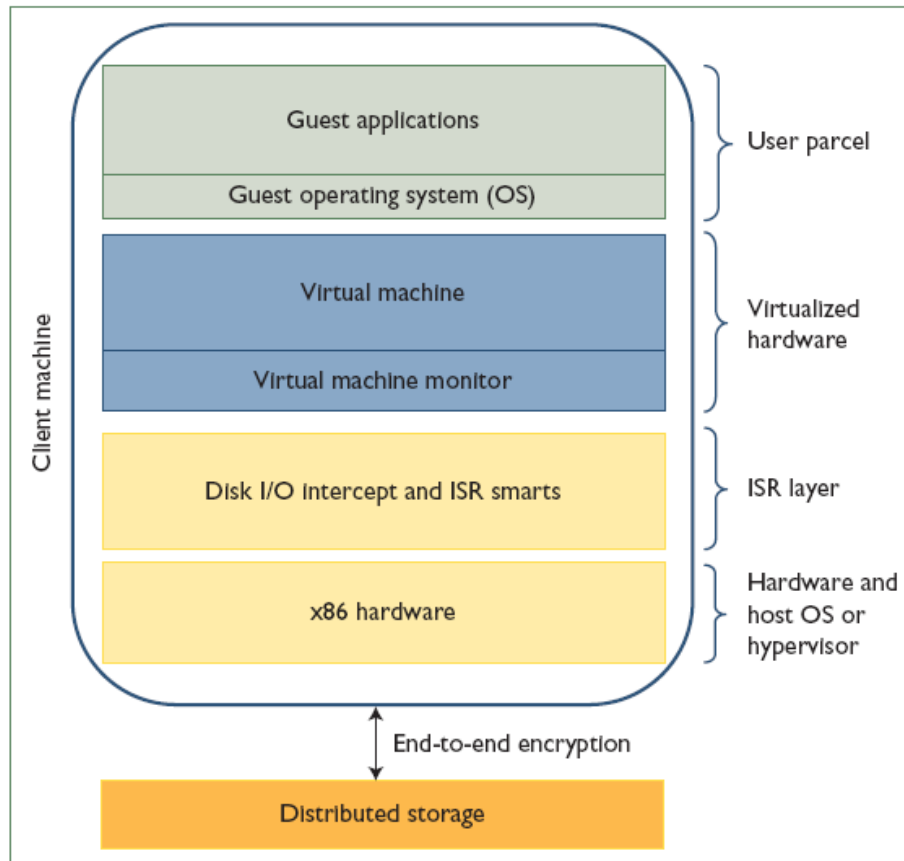 Guest applications
Guest operating system (OS)
User parcel
Virtual machine
Virtual machine monitor
Virtualized
hardware
Client machine
Disk I/O intercept and ISR smarts
ISR layer
x86 hardware
Hardware and
host OS or
hypervisor
End-to-end encryption
Distributed storage